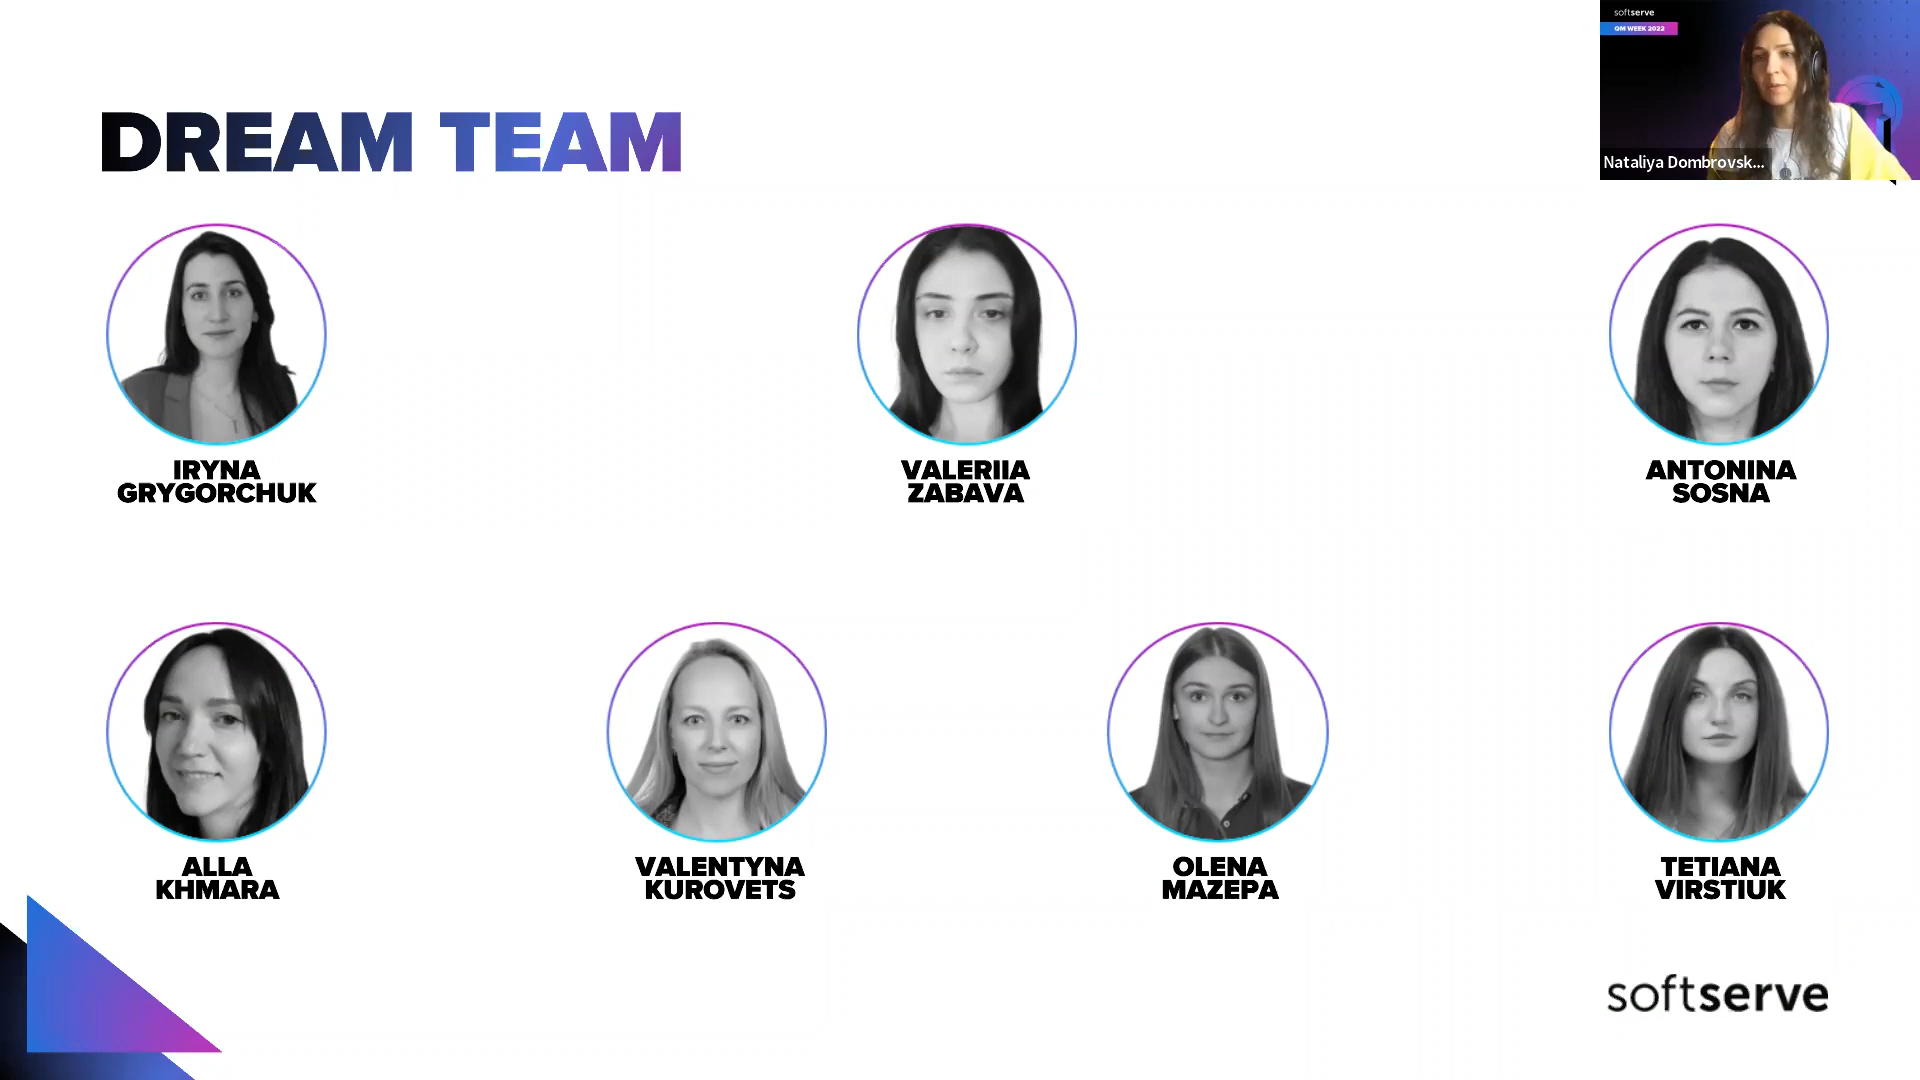 softserve
QM WEEK 2022
Nataliya Dombrovsk...
DREAM TEAM
IRYNA
GRYGORCHUK
VALERIIA
ZABAVA
ANTONINA
SOSNA
ALLA
KHMARA
VALENTYNA
KUROVETS
OLENA
MAZEPA
TETIANA
VIRSTIUK
softserve